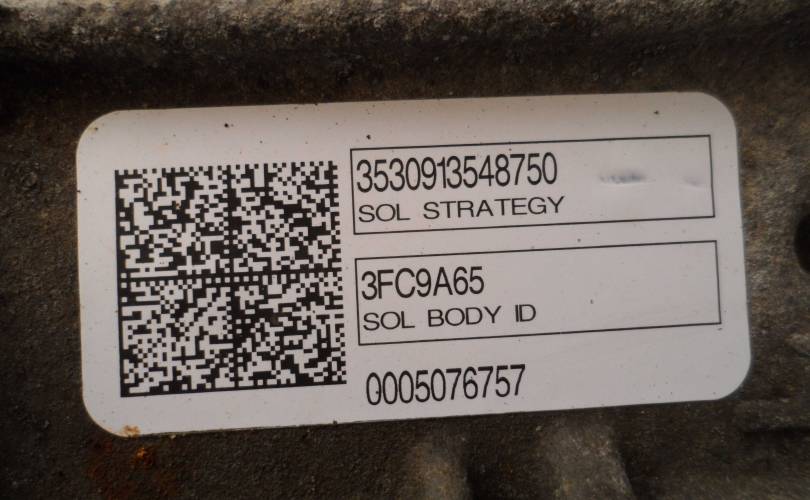 3530913548750
SOL STRATEGY
3FC9A65
SOL BODY ID
0005076757